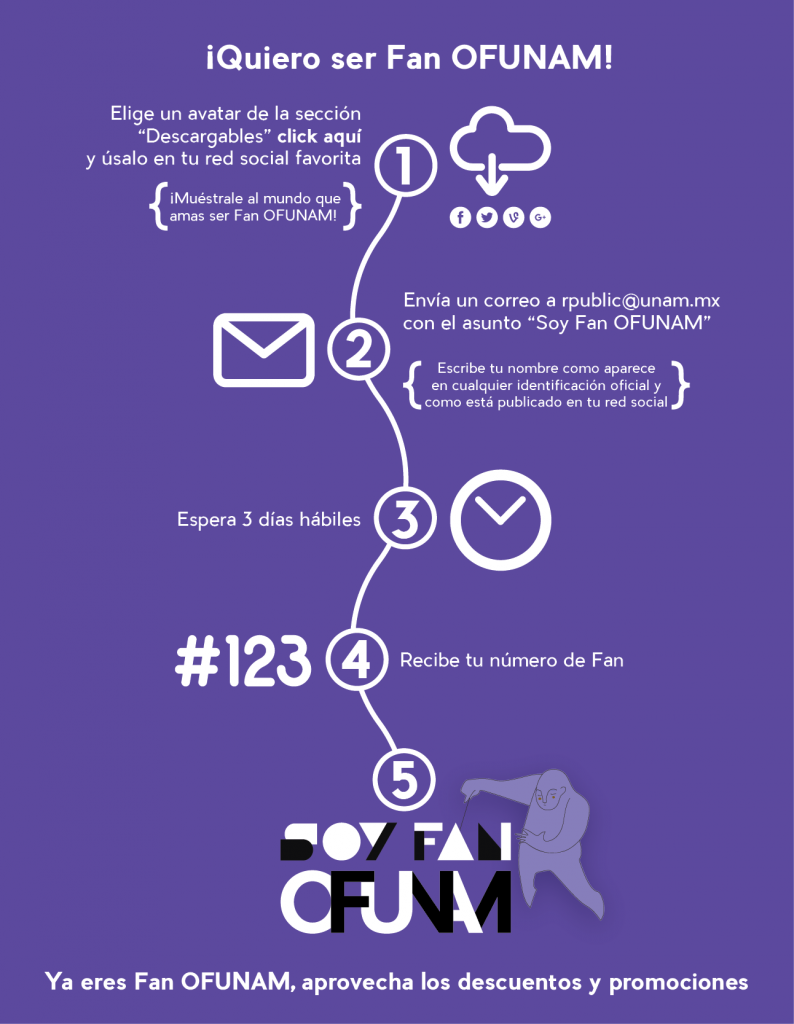 ¡Quiero ser Fan OFUNAM!
Elige un avatar de la sección
“Descargables” click aquí
y úsalo en tu red social favorita
¡Muéstrale al mundo que
amas ser Fan OFUNAM!
1
Envía un correo a rpublic@unam.mx
con el asunto “Soy Fan OFUNAM”
2
Escribe tu nombre como aparece
en cualquier identificación oficial y
como está publicado en tu red social
Espera 3 días hábiles
3
#123
4
Recibe tu número de Fan
5
SOY FAN
OFUNAM
Ya eres Fan OFUNAM, aprovecha los descuentos y promociones